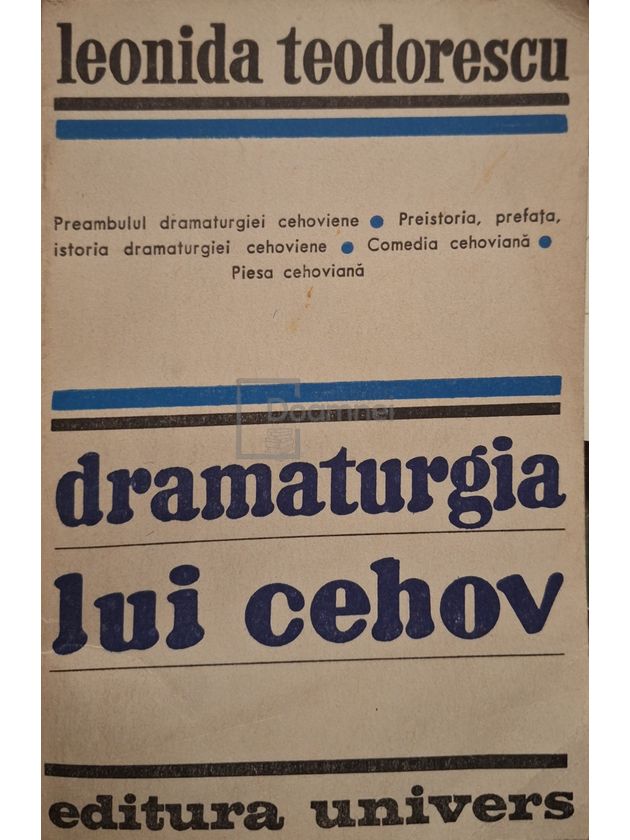 leonida teodorescu
Preambulul dramaturgiei cehoviene ● Preistoria, prefața,
istoria dramaturgiei cehoviene ● Comedia cehoviană ●
Piesa cehoviană
Doamnei
dramaturgia
lui cehov
editura univers